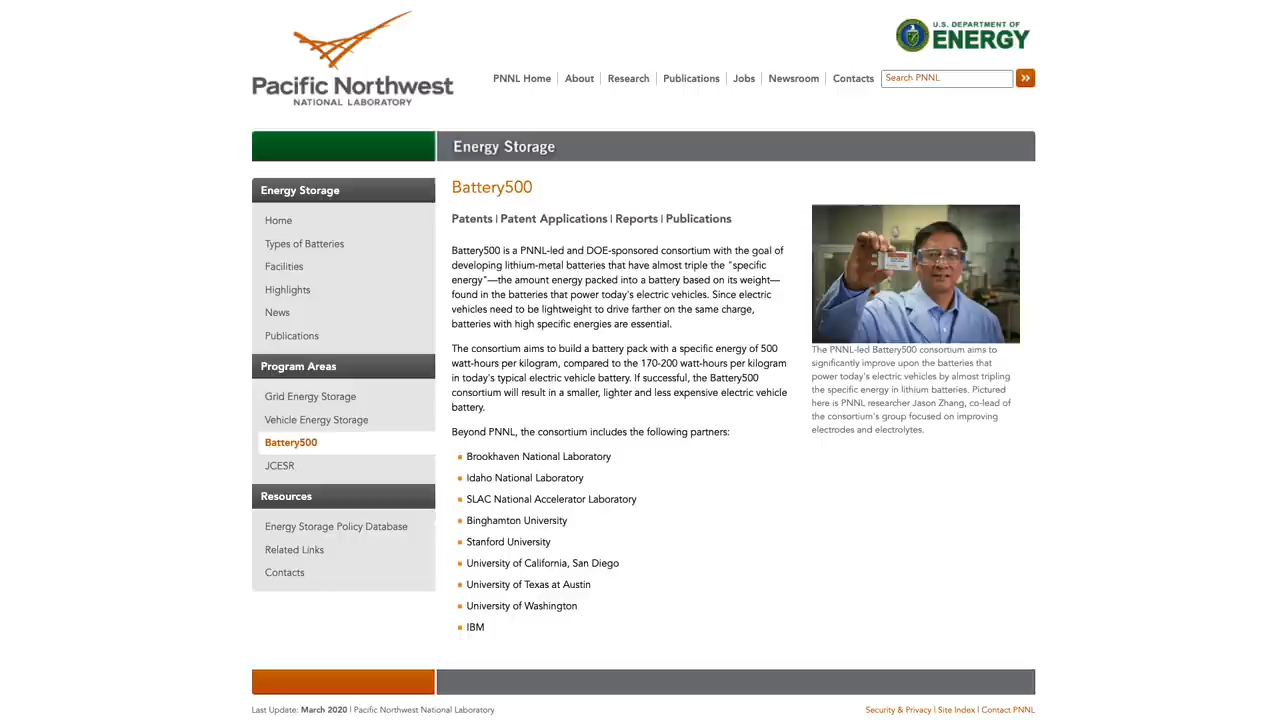 Pacific Northwest
NATIONAL LABORATORY
U.S. DEPARTMENT OF
ENERGY
PNNL Home | About | Research | Publications | Jobs | Newsroom | Contacts
Search PNNL
Energy Storage
Energy Storage
Home
Types of Batteries
Facilities
Highlights
News
Publications
Program Areas
Grid Energy Storage
Vehicle Energy Storage
Battery500
JCESR
Resources
Energy Storage Policy Database
Related Links
Contacts
Battery500
Patents | Patent Applications | Reports | Publications
Battery500 is a PNNL-led and DOE-sponsored consortium with the goal of
developing lithium-metal batteries that have almost triple the "specific
energy"—the amount energy packed into a battery based on its weight—
found in the batteries that power today's electric vehicles. Since electric
vehicles need to be lightweight to drive farther on the same charge,
batteries with high specific energies are essential.
The consortium aims to build a battery pack with a specific energy of 500
watt-hours per kilogram, compared to the 170-200 watt-hours per kilogram
in today's typical electric vehicle battery. If successful, the Battery500
consortium will result in a smaller, lighter and less expensive electric vehicle
battery.
Beyond PNNL, the consortium includes the following partners:
Brookhaven National Laboratory
Idaho National Laboratory
SLAC National Accelerator Laboratory
Binghamton University
Stanford University
University of California, San Diego
University of Texas at Austin
University of Washington
IBM
The PNNL-led Battery500 consortium aims to
significantly improve upon the batteries that
power today's electric vehicles by almost tripling
the specific energy in lithium batteries. Pictured
here is PNNL researcher Jason Zhang, co-lead of
the consortium's group focused on improving
electrodes and electrolytes.
Last Update: March 2020 | Pacific Northwest National Laboratory
Security & Privacy | Site Index | Contact PNNL